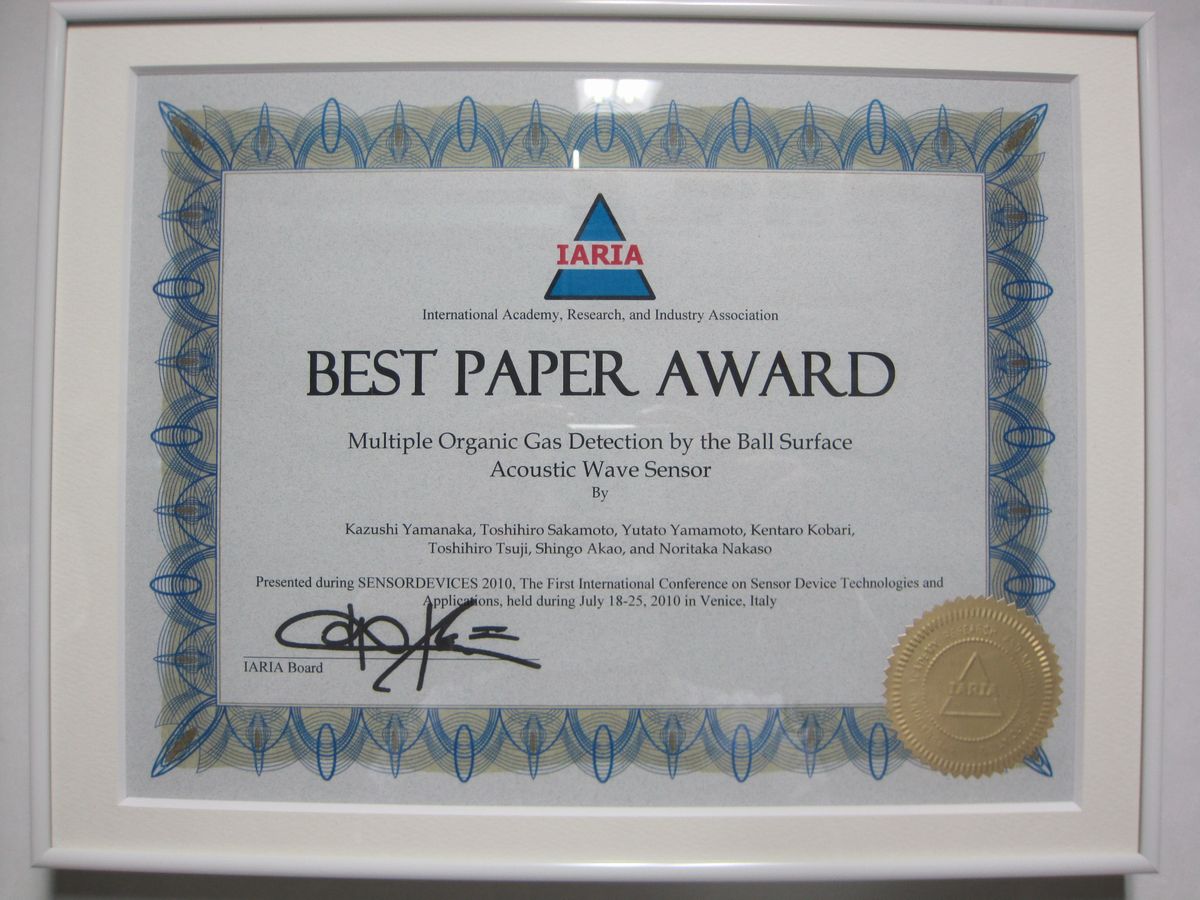 IARIA
International Academy, Research, and Industry Association
BEST PAPER AWARD
Multiple Organic Gas Detection by the Ball Surface
Acoustic Wave Sensor
By
Kazushi Yamanaka, Toshihiro Sakamoto, Yutato Yamamoto, Kentaro Kobari,
Toshihiro Tsuji, Shingo Akao, and Noritaka Nakaso
Presented during SENSORDEVICES 2010, The First International Conference on Sensor Device Technologies and
Applications, held during July 18-25, 2010 in Venice, Italy
IARIA Board
IARIA